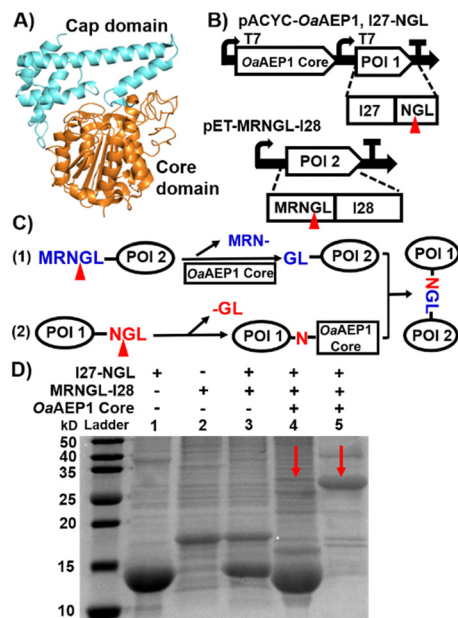 A)
Cap domain
Core
domain
B)
pACYC-OaAEP1, I27-NGL
T7
T7
OaAEP1 Core
POI 1
I27
NGL
pET-MRNGL-I28
POI 2
MRNGL
I28
C)
(1)
MRNGL
POI 2
MRN-
OaAEP1 Core
GL
POI 2
(2)
POI 1
NGL
-GL
POI 1
N
OaAEP1
Core
POI 1
NGL
POI 2
D)
I27-NGL + - + + +
MRNGL-I28 - + + + +
OaAEP1 Core - - - + +
kD Ladder 1 2 3 4 5
50
40
35
25
20
15
10